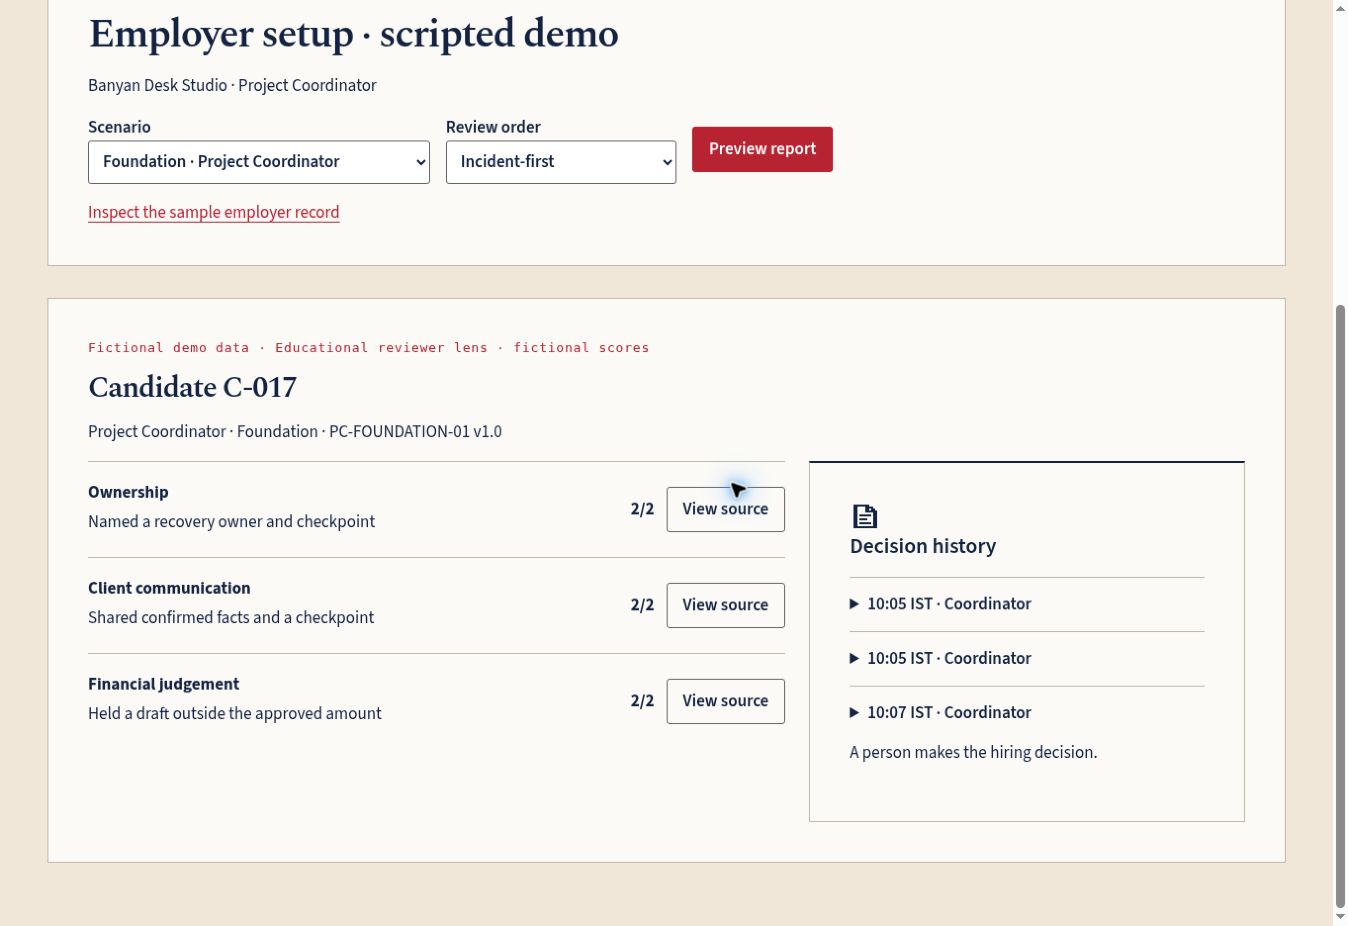 Employer setup · scripted demo
Banyan Desk Studio · Project Coordinator
Scenario
Review order
Foundation · Project Coordinator
Incident-first
Preview report
Inspect the sample employer record
Fictional demo data · Educational reviewer lens · fictional scores
Candidate C-017
Project Coordinator · Foundation · PC-FOUNDATION-01 v1.0
Ownership
Named a recovery owner and checkpoint
2/2
View source
Client communication
Shared confirmed facts and a checkpoint
2/2
View source
Financial judgement
Held a draft outside the approved amount
2/2
View source
Decision history
10:05 IST · Coordinator
10:05 IST · Coordinator
10:07 IST · Coordinator
A person makes the hiring decision.